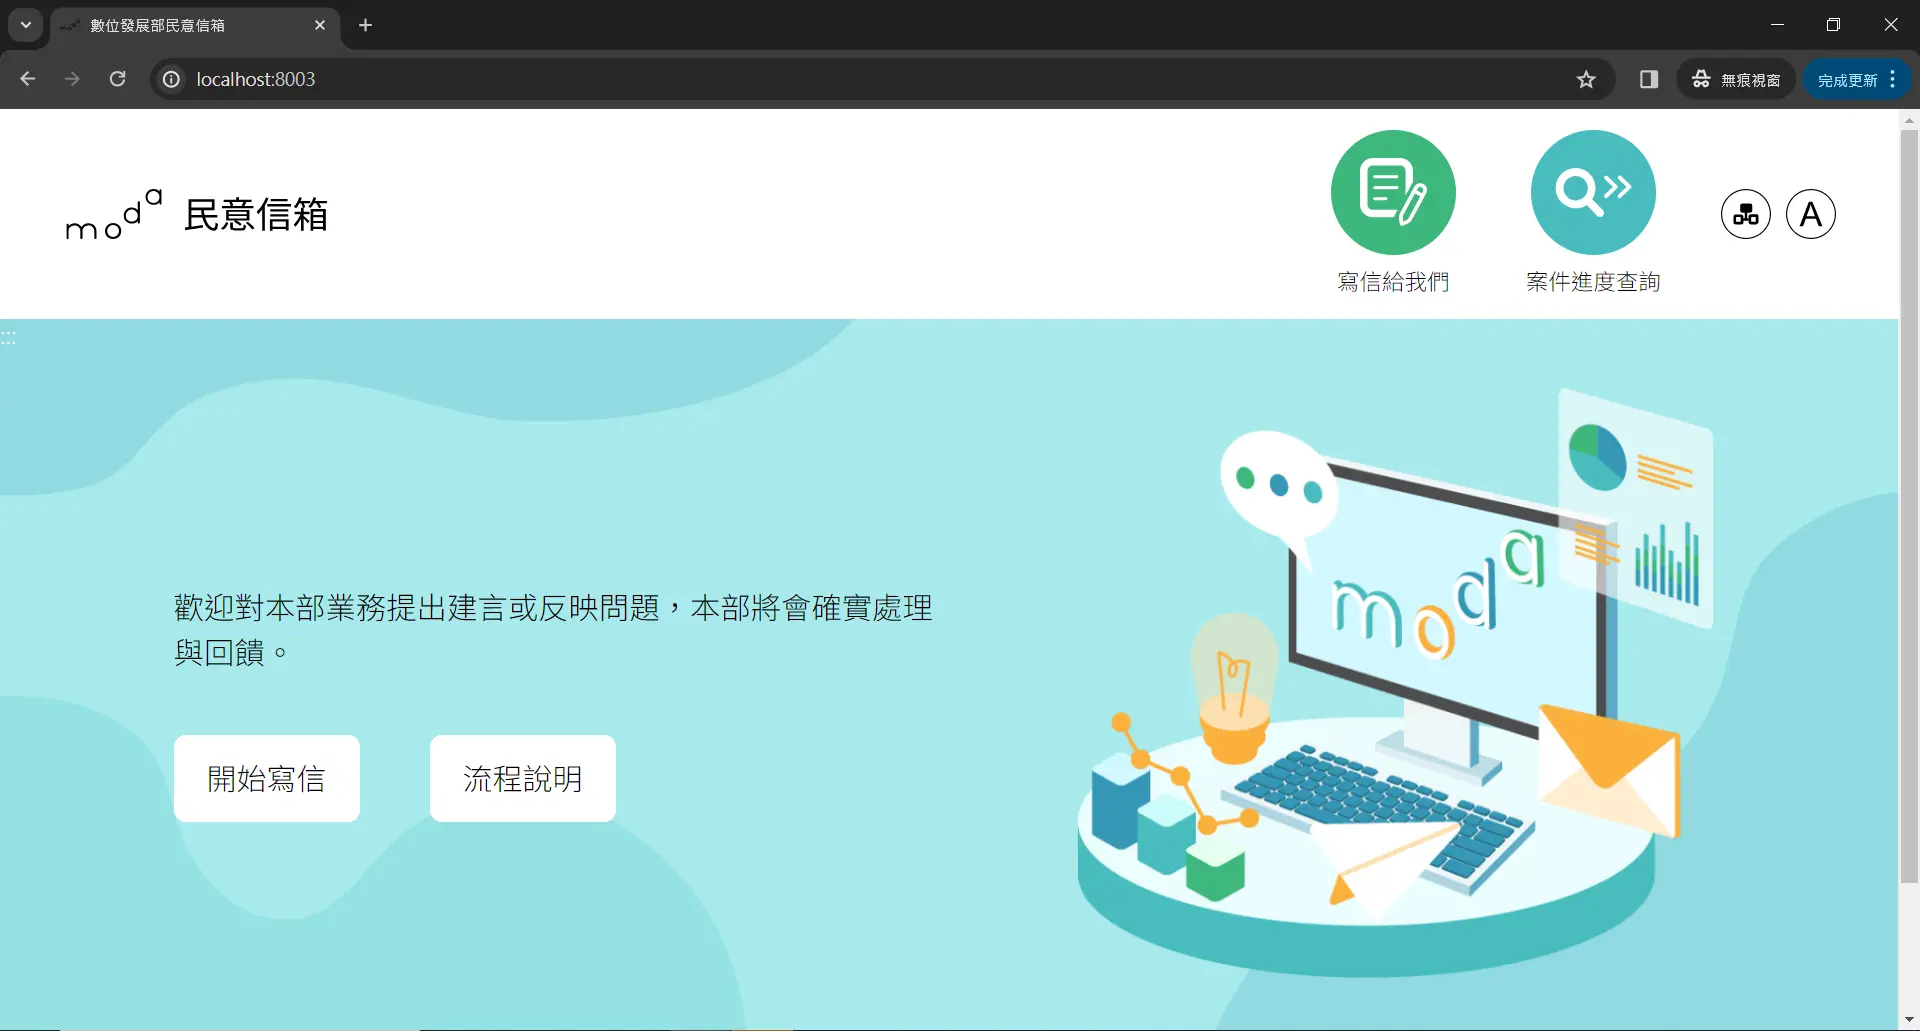 moda 數位發展部民意信箱
localhost:8003
無痕視窗
完成更新
moda 民意信箱
寫信給我們
案件進度查詢
A
:::
moda
歡迎對本部業務提出建言或反映問題，本部將會確實處理
與回饋。
開始寫信
流程說明